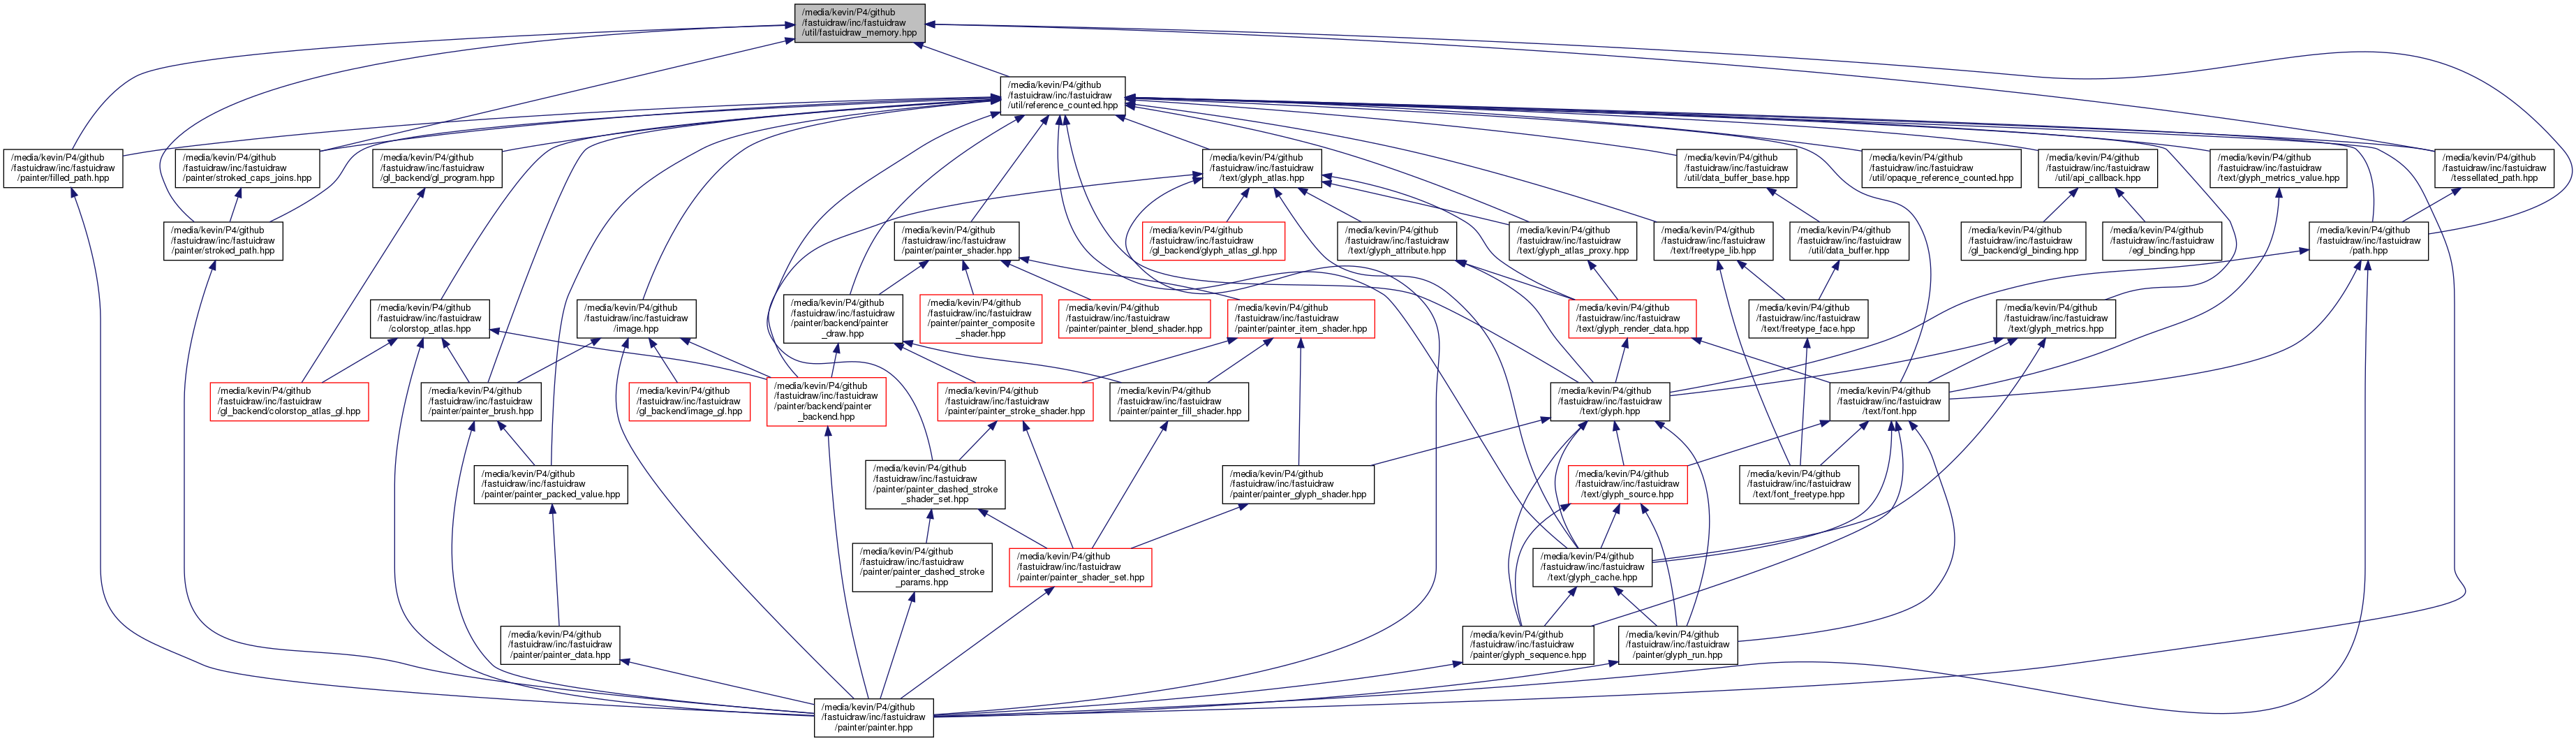 /media/kevin/P4/github
/fastuidraw/inc/fastuidraw
/util/fastuidraw_memory.hpp
/media/kevin/P4/github
/fastuidraw/inc/fastuidraw
/util/reference_counted.hpp
/media/kevin/P4/github
/fastuidraw/inc/fastuidraw
/painter/filled_path.hpp
/media/kevin/P4/github
/fastuidraw/inc/fastuidraw
/painter/stroked_caps_joins.hpp
/media/kevin/P4/github
/fastuidraw/inc/fastuidraw
/gl_backend/gl_program.hpp
/media/kevin/P4/github
/fastuidraw/inc/fastuidraw
/text/glyph_atlas.hpp
/media/kevin/P4/github
/fastuidraw/inc/fastuidraw
/util/data_buffer_base.hpp
/media/kevin/P4/github
/fastuidraw/inc/fastuidraw
/util/opaque_reference_counted.hpp
/media/kevin/P4/github
/fastuidraw/inc/fastuidraw
/util/api_callback.hpp
/media/kevin/P4/github
/fastuidraw/inc/fastuidraw
/text/glyph_metrics_value.hpp
/media/kevin/P4/github
/fastuidraw/inc/fastuidraw
/tessellated_path.hpp
/media/kevin/P4/github
/fastuidraw/inc/fastuidraw
/painter/stroked_path.hpp
/media/kevin/P4/github
/fastuidraw/inc/fastuidraw
/painter/painter_shader.hpp
/media/kevin/P4/github
/fastuidraw/inc/fastuidraw
/gl_backend/glyph_atlas_gl.hpp
/media/kevin/P4/github
/fastuidraw/inc/fastuidraw
/text/glyph_attribute.hpp
/media/kevin/P4/github
/fastuidraw/inc/fastuidraw
/text/glyph_atlas_proxy.hpp
/media/kevin/P4/github
/fastuidraw/inc/fastuidraw
/text/freetype_lib.hpp
/media/kevin/P4/github
/fastuidraw/inc/fastuidraw
/util/data_buffer.hpp
/media/kevin/P4/github
/fastuidraw/inc/fastuidraw
/gl_backend/gl_binding.hpp
/media/kevin/P4/github
/fastuidraw/inc/fastuidraw
/egl_binding.hpp
/media/kevin/P4/github
/fastuidraw/inc/fastuidraw
/path.hpp
/media/kevin/P4/github
/fastuidraw/inc/fastuidraw
/colorstop_atlas.hpp
/media/kevin/P4/github
/fastuidraw/inc/fastuidraw
/image.hpp
/media/kevin/P4/github
/fastuidraw/inc/fastuidraw
/painter/backend/painter
_draw.hpp
/media/kevin/P4/github
/fastuidraw/inc/fastuidraw
/painter/painter_composite
_shader.hpp
/media/kevin/P4/github
/fastuidraw/inc/fastuidraw
/painter/painter_blend_shader.hpp
/media/kevin/P4/github
/fastuidraw/inc/fastuidraw
/painter/painter_item_shader.hpp
/media/kevin/P4/github
/fastuidraw/inc/fastuidraw
/text/glyph_render_data.hpp
/media/kevin/P4/github
/fastuidraw/inc/fastuidraw
/text/freetype_face.hpp
/media/kevin/P4/github
/fastuidraw/inc/fastuidraw
/text/glyph_metrics.hpp
/media/kevin/P4/github
/fastuidraw/inc/fastuidraw
/gl_backend/colorstop_atlas_gl.hpp
/media/kevin/P4/github
/fastuidraw/inc/fastuidraw
/painter/painter_brush.hpp
/media/kevin/P4/github
/fastuidraw/inc/fastuidraw
/gl_backend/image_gl.hpp
/media/kevin/P4/github
/fastuidraw/inc/fastuidraw
/painter/backend/painter
_backend.hpp
/media/kevin/P4/github
/fastuidraw/inc/fastuidraw
/painter/painter_stroke_shader.hpp
/media/kevin/P4/github
/fastuidraw/inc/fastuidraw
/painter/painter_fill_shader.hpp
/media/kevin/P4/github
/fastuidraw/inc/fastuidraw
/text/glyph.hpp
/media/kevin/P4/github
/fastuidraw/inc/fastuidraw
/text/font.hpp
/media/kevin/P4/github
/fastuidraw/inc/fastuidraw
/painter/painter_packed_value.hpp
/media/kevin/P4/github
/fastuidraw/inc/fastuidraw
/painter/painter_dashed_stroke
_shader_set.hpp
/media/kevin/P4/github
/fastuidraw/inc/fastuidraw
/painter/painter_glyph_shader.hpp
/media/kevin/P4/github
/fastuidraw/inc/fastuidraw
/text/glyph_source.hpp
/media/kevin/P4/github
/fastuidraw/inc/fastuidraw
/text/font_freetype.hpp
/media/kevin/P4/github
/fastuidraw/inc/fastuidraw
/painter/painter_dashed_stroke
_params.hpp
/media/kevin/P4/github
/fastuidraw/inc/fastuidraw
/painter/painter_shader_set.hpp
/media/kevin/P4/github
/fastuidraw/inc/fastuidraw
/text/glyph_cache.hpp
/media/kevin/P4/github
/fastuidraw/inc/fastuidraw
/painter/painter_data.hpp
/media/kevin/P4/github
/fastuidraw/inc/fastuidraw
/painter/glyph_sequence.hpp
/media/kevin/P4/github
/fastuidraw/inc/fastuidraw
/painter/glyph_run.hpp
/media/kevin/P4/github
/fastuidraw/inc/fastuidraw
/painter/painter.hpp